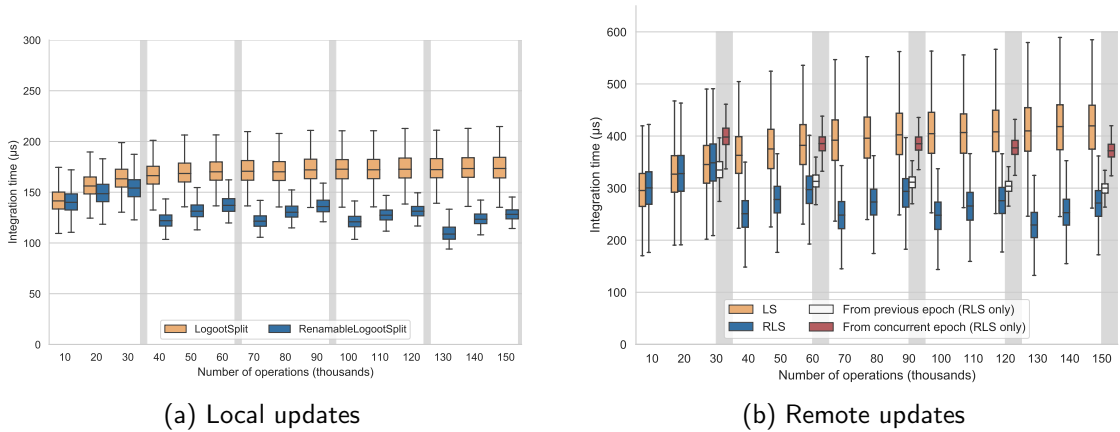 300
250
200
150
100
50
0
Integration time (µs)
LogootSplit
RenamableLogootSplit
10 20 30 40 50 60 70 80 90 100 110 120 130 140 150
Number of operations (thousands)
(a) Local updates
600
500
400
300
200
100
0
Integration time (µs)
LS
RLS
From previous epoch (RLS only)
From concurrent epoch (RLS only)
10 20 30 40 50 60 70 80 90 100 110 120 130 140 150
Number of operations (thousands)
(b) Remote updates